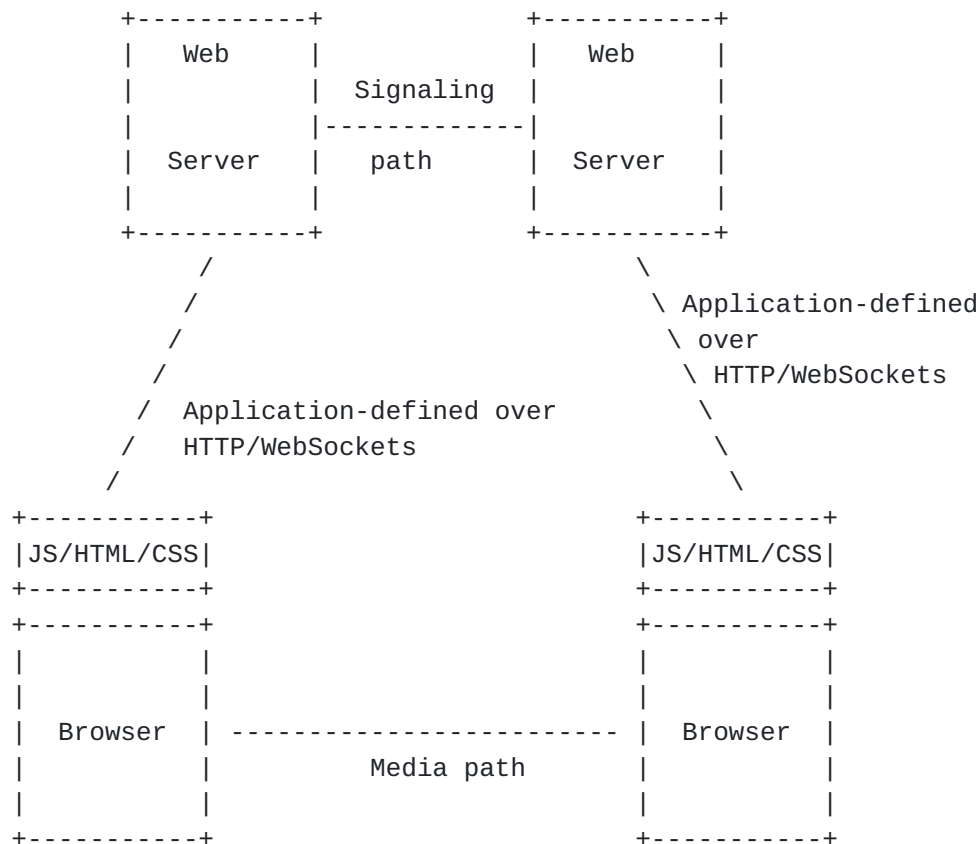 Web Web
Signaling
Server path Server
Application-defined
over
HTTP/WebSockets
Application-defined over
HTTP/WebSockets
JS/HTML/CSS JS/HTML/CSS
Browser Browser
Media path